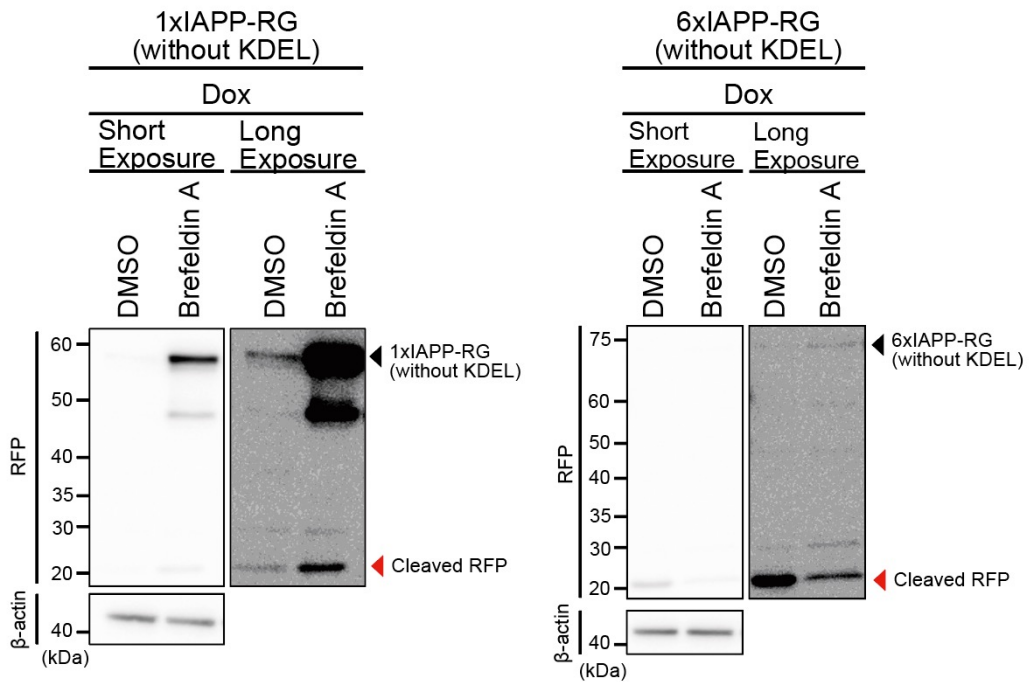 1xIAPP-RG
(without KDEL)
Dox
Short
Exposure
Long
Exposure
DMSO
Brefeldin A
DMSO
Brefeldin A
RFP
60
50
40
35
30
20
1xIAPP-RG
(without KDEL)
Cleaved RFP
β-actin
40
(kDa)
6xIAPP-RG
(without KDEL)
Dox
Short
Exposure
Long
Exposure
DMSO
Brefeldin A
DMSO
Brefeldin A
RFP
75
60
50
40
35
30
20
6xIAPP-RG
(without KDEL)
Cleaved RFP
β-actin
40
(kDa)